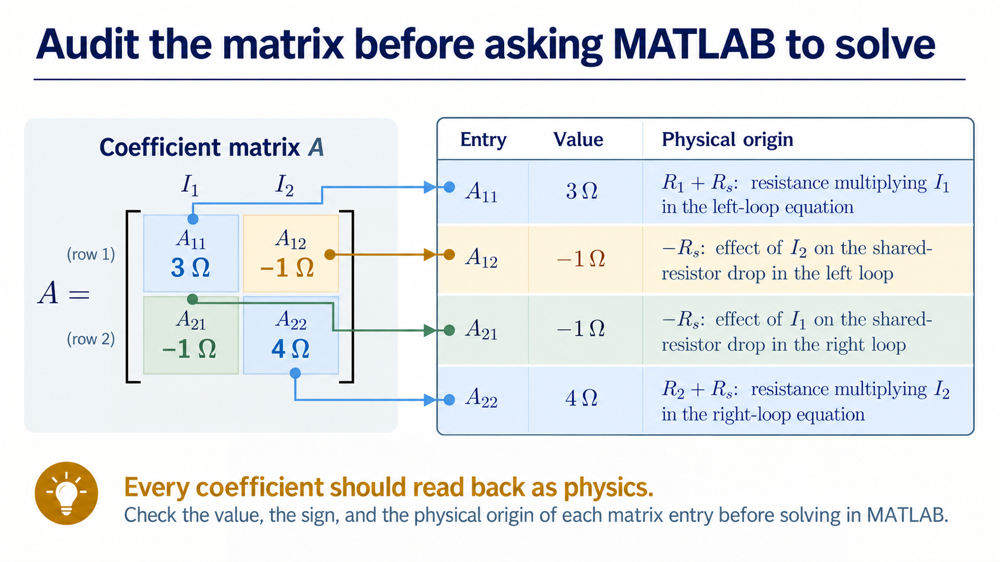 Audit the matrix before asking MATLAB to solve
Coefficient matrix A
I₁ I₂
A =
(row 1)
A₁₁ A₁₂
3 Ω −1 Ω
(row 2)
A₂₁ A₂₂
−1 Ω 4 Ω
Entry Value Physical origin
A₁₁ 3 Ω R₁ + Rₛ: resistance multiplying I₁
in the left-loop equation
A₁₂ −1 Ω −Rₛ: effect of I₂ on the shared-
resistor drop in the left loop
A₂₁ −1 Ω −Rₛ: effect of I₁ on the shared-
resistor drop in the right loop
A₂₂ 4 Ω R₂ + Rₛ: resistance multiplying I₂
in the right-loop equation
Every coefficient should read back as physics.
Check the value, the sign, and the physical origin of each matrix entry before solving in MATLAB.